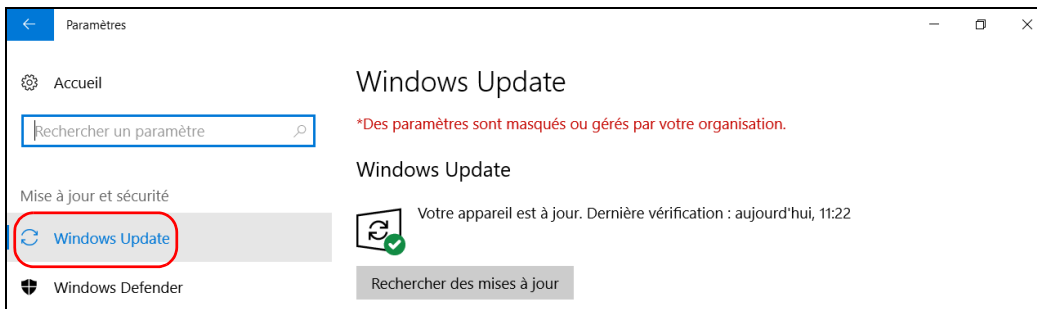 Paramètres
Accueil
Rechercher un paramètre
Mise à jour et sécurité
Windows Update
Windows Defender
Windows Update
*Des paramètres sont masqués ou gérés par votre organisation.
Windows Update
Votre appareil est à jour. Dernière vérification : aujourd'hui, 11:22
Rechercher des mises à jour